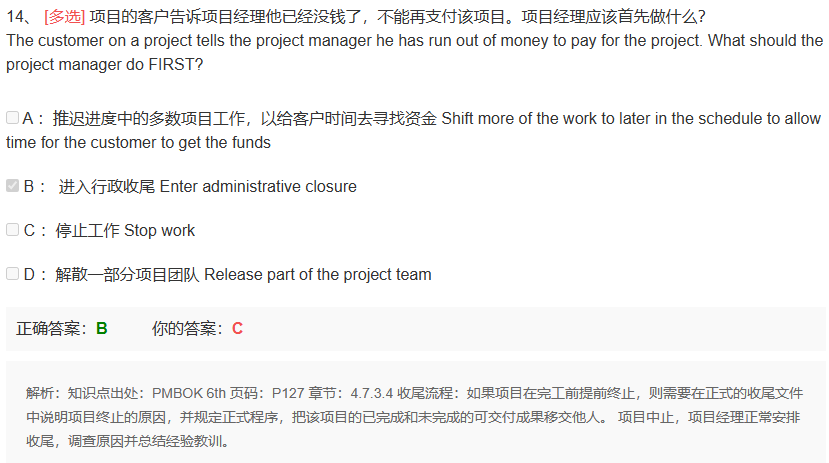 14、 [多选] 项目的客户告诉项目经理他已经没钱了，不能再支付该项目。项目经理应该首先做什么？
The customer on a project tells the project manager he has run out of money to pay for the project. What should the
project manager do FIRST?
A： 推迟进度中的多数项目工作，以给客户时间去寻找资金 Shift more of the work to later in the schedule to allow
time for the customer to get the funds
B： 进入行政收尾 Enter administrative closure
C： 停止工作 Stop work
D： 解散一部分项目团队 Release part of the project team
正确答案：B 你的答案：C
解析：知识点出处：PMBOK 6th 页码：P127 章节：4.7.3.4 收尾流程：如果项目在完工前提前终止，则需要在正式的收尾文件
中说明项目终止的原因，并规定正式程序，把该项目的已完成和未完成的可交付成果移交他人。 项目中止，项目经理正常安排
收尾，调查原因并总结经验教训。